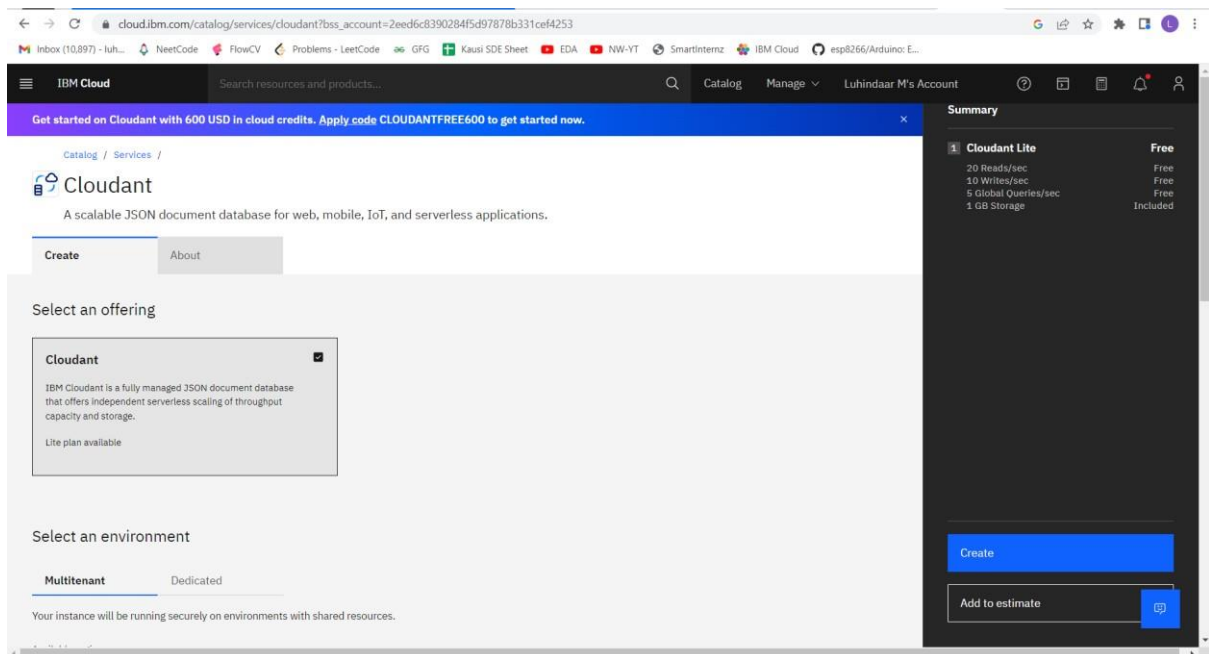 cloud.ibm.com/catalog/services/cloudant?bss_account=2eed6c8390284f5d97878b331cef4253
Inbox (10,897) - luh... NeetCode FlowCV Problems - LeetCode GFG Kausi SDE Sheet EDA NW-YT SmartInternz IBM Cloud esp8266/Arduino: E...
IBM Cloud Search resources and products... Catalog Manage Luhindaar M's Account
Get started on Cloudant with 600 USD in cloud credits. Apply code CLOUDANTFREE600 to get started now.
Catalog / Services /
Cloudant
A scalable JSON document database for web, mobile, IoT, and serverless applications.
Create About
Select an offering
Cloudant
IBM Cloudant is a fully managed JSON document database
that offers independent serverless scaling of throughput
capacity and storage.
Lite plan available
Select an environment
Multitenant Dedicated
Your instance will be running securely on environments with shared resources.
Summary
1 Cloudant Lite Free
20 Reads/sec Free
10 Writes/sec Free
5 Global Queries/sec Free
1 GB Storage Included
Create
Add to estimate